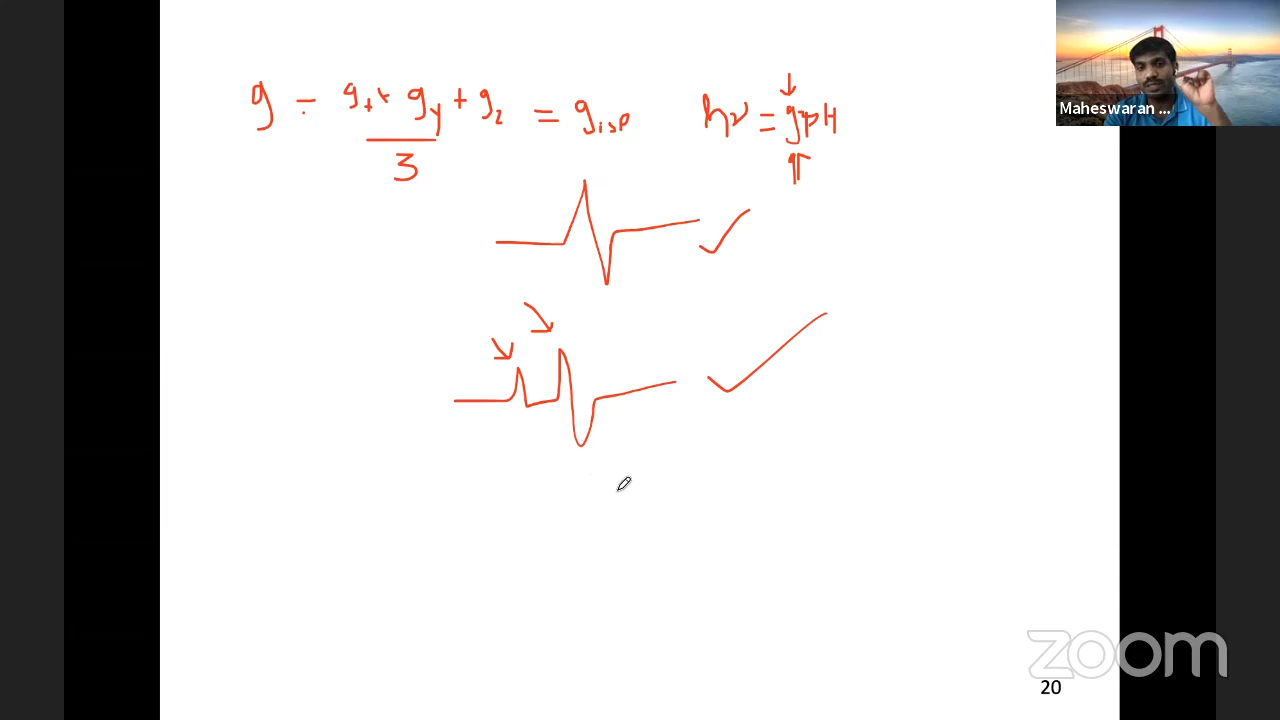 g = gx + gy + gz / 3 = giso hν = gβH
Maheswaran ...
zoom
20